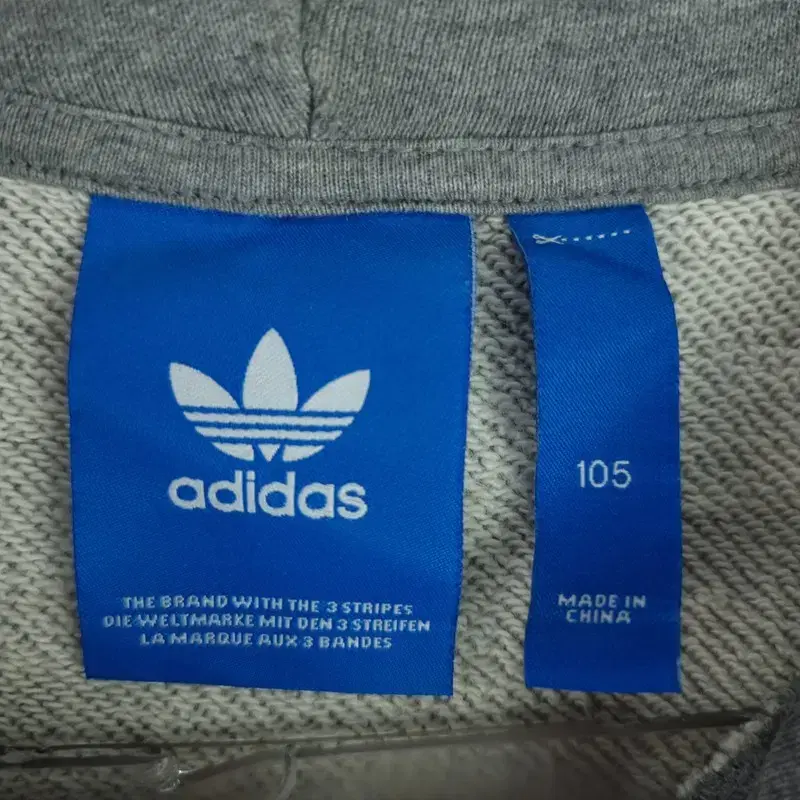 adidas
THE BRAND WITH THE 3 STRIPES
DIE WELTMARKE MIT DEN 3 STREIFEN
LA MARQUE AUX 3 BANDES
105
MADE IN
CHINA